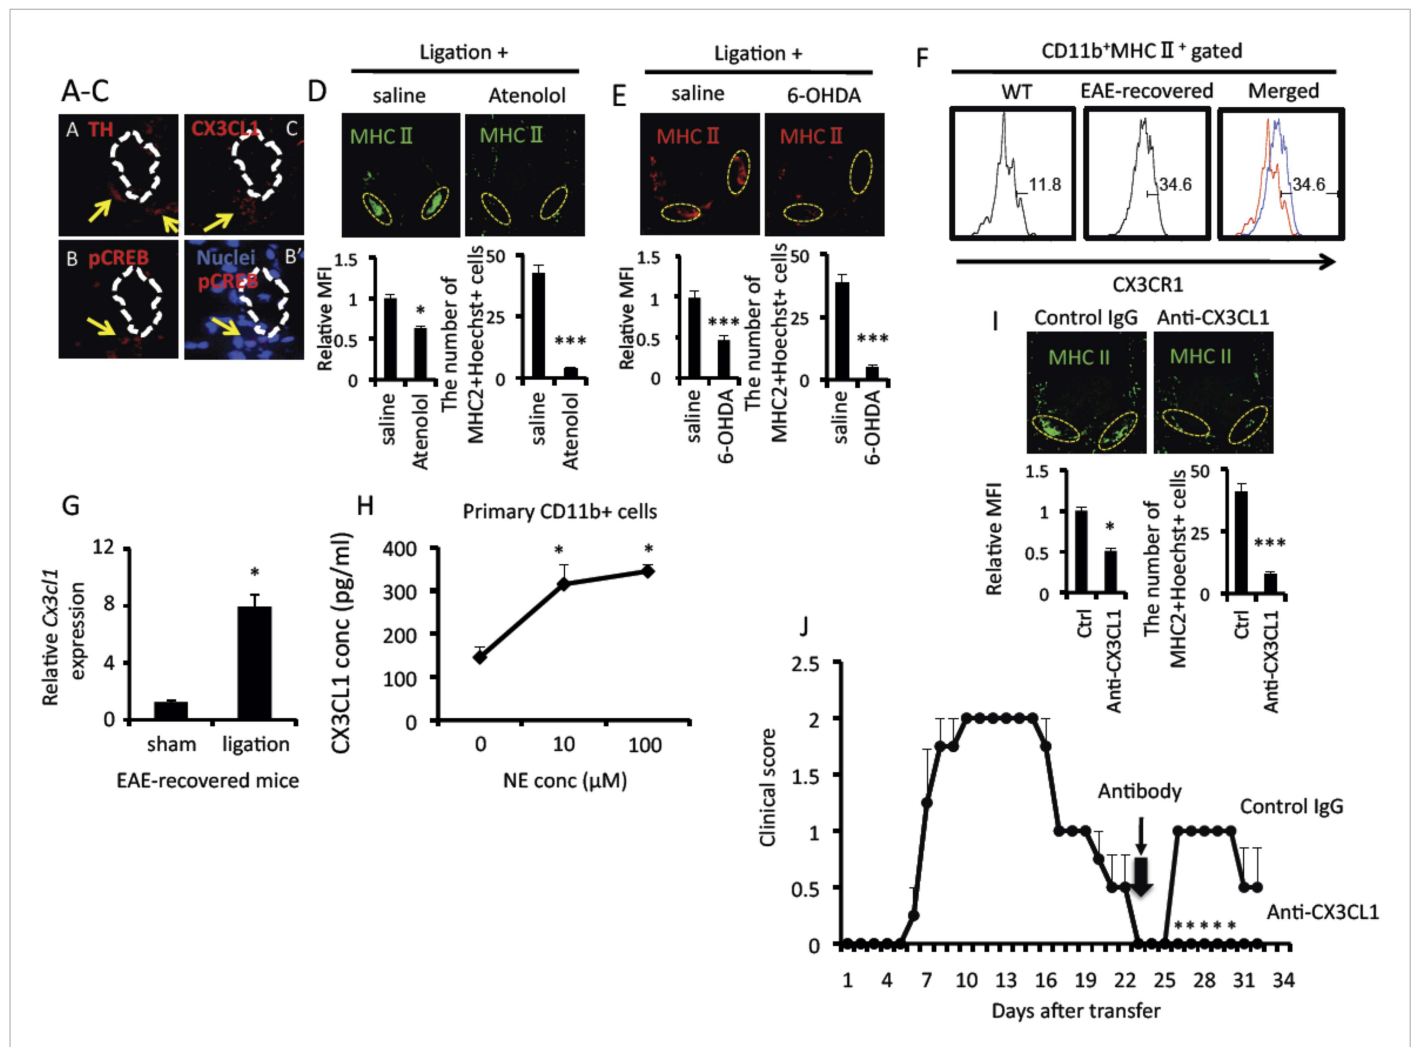 A-C
A TH
CX3CL1 C
B pCREB
Nuclei B′
pCREB
D
Ligation +
saline Atenolol
MHC Ⅱ MHC Ⅱ
Relative MFI
1.5
1
0.5
0
*
saline
Atenolol
The number of
MHC2+Hoechst+ cells
50
25
0
***
saline
Atenolol
E
Ligation +
saline 6-OHDA
MHC Ⅱ MHC Ⅱ
Relative MFI
1.5
1
0.5
0
***
saline
6-OHDA
The number of
MHC2+Hoechst+ cells
50
25
0
***
saline
6-OHDA
F
CD11b⁺MHC Ⅱ⁺ gated
WT EAE-recovered Merged
11.8 34.6 34.6
CX3CR1
G
Relative Cx3cl1
expression
12
8
4
0
*
sham ligation
EAE-recovered mice
H
Primary CD11b+ cells
CX3CL1 conc (pg/ml)
400
300
200
100
0
* *
0 10 100
NE conc (μM)
I
Control IgG Anti-CX3CL1
MHC II MHC II
Relative MFI
1.5
1
0.5
0
*
Ctrl
Anti-CX3CL1
The number of
MHC2+Hoechst+ cells
50
25
0
***
Ctrl
Anti-CX3CL1
J
Clinical score
2.5
2
1.5
1
0.5
0
Antibody
Control IgG
Anti-CX3CL1
*****
1 4 7 10 13 16 19 22 25 28 31 34
Days after transfer